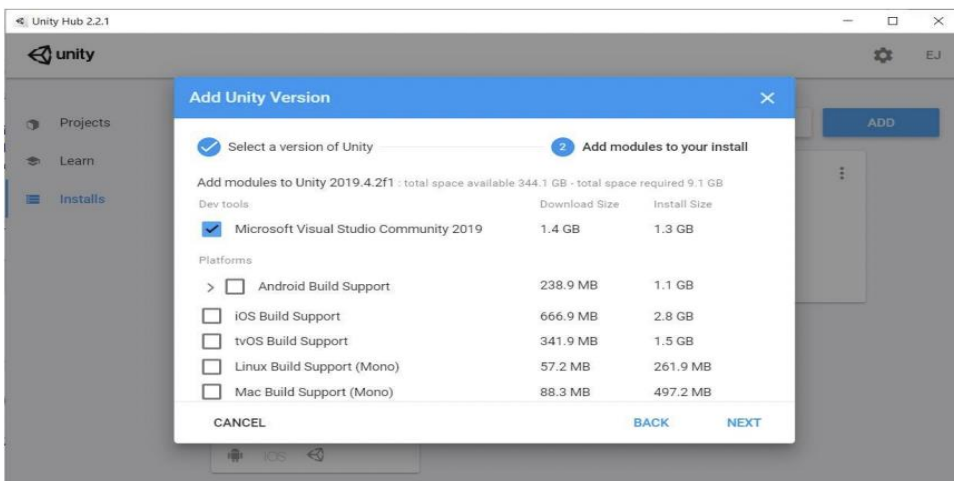 Unity Hub 2.2.1
unity
EJ
Add Unity Version
Projects
ADD
Select a version of Unity
2 Add modules to your install
Learn
Add modules to Unity 2019.4.2f1 : total space available 344.1 GB - total space required 9.1 GB
Installs
Dev tools Download Size Install Size
Microsoft Visual Studio Community 2019 1.4 GB 1.3 GB
Platforms
Android Build Support 238.9 MB 1.1 GB
iOS Build Support 666.9 MB 2.8 GB
tvOS Build Support 341.9 MB 1.5 GB
Linux Build Support (Mono) 57.2 MB 261.9 MB
Mac Build Support (Mono) 88.3 MB 497.2 MB
CANCEL BACK NEXT
iOS